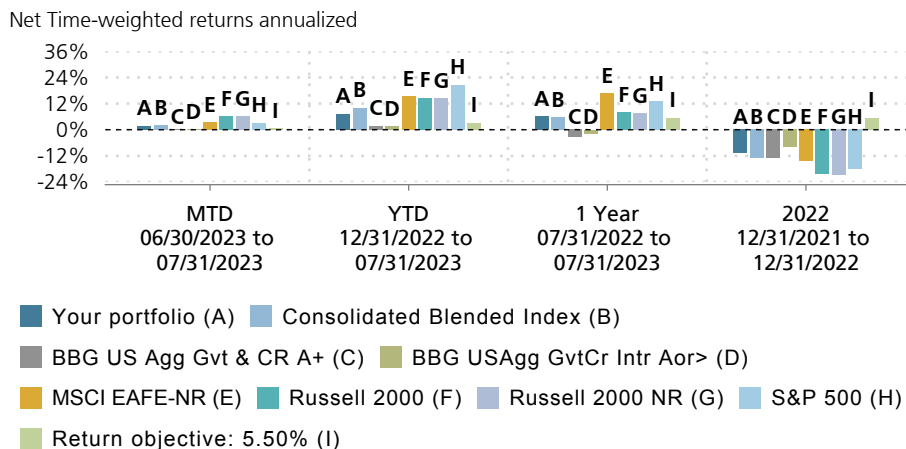 Net Time-weighted returns annualized
36%
24%
12%
0%
-12%
-24%
A B C D E F G H I
A B C D E F G H I
A B C D E F G H I
A B C D E F G H I
MTD YTD 1 Year 2022
06/30/2023 to 12/31/2022 to 07/31/2022 to 12/31/2021 to
07/31/2023 07/31/2023 07/31/2023 12/31/2022
Your portfolio (A) Consolidated Blended Index (B)
BBG US Agg Gvt & CR A+ (C) BBG USAgg GvtCr Intr Aor> (D)
MSCI EAFE-NR (E) Russell 2000 (F) Russell 2000 NR (G) S&P 500 (H)
Return objective: 5.50% (I)